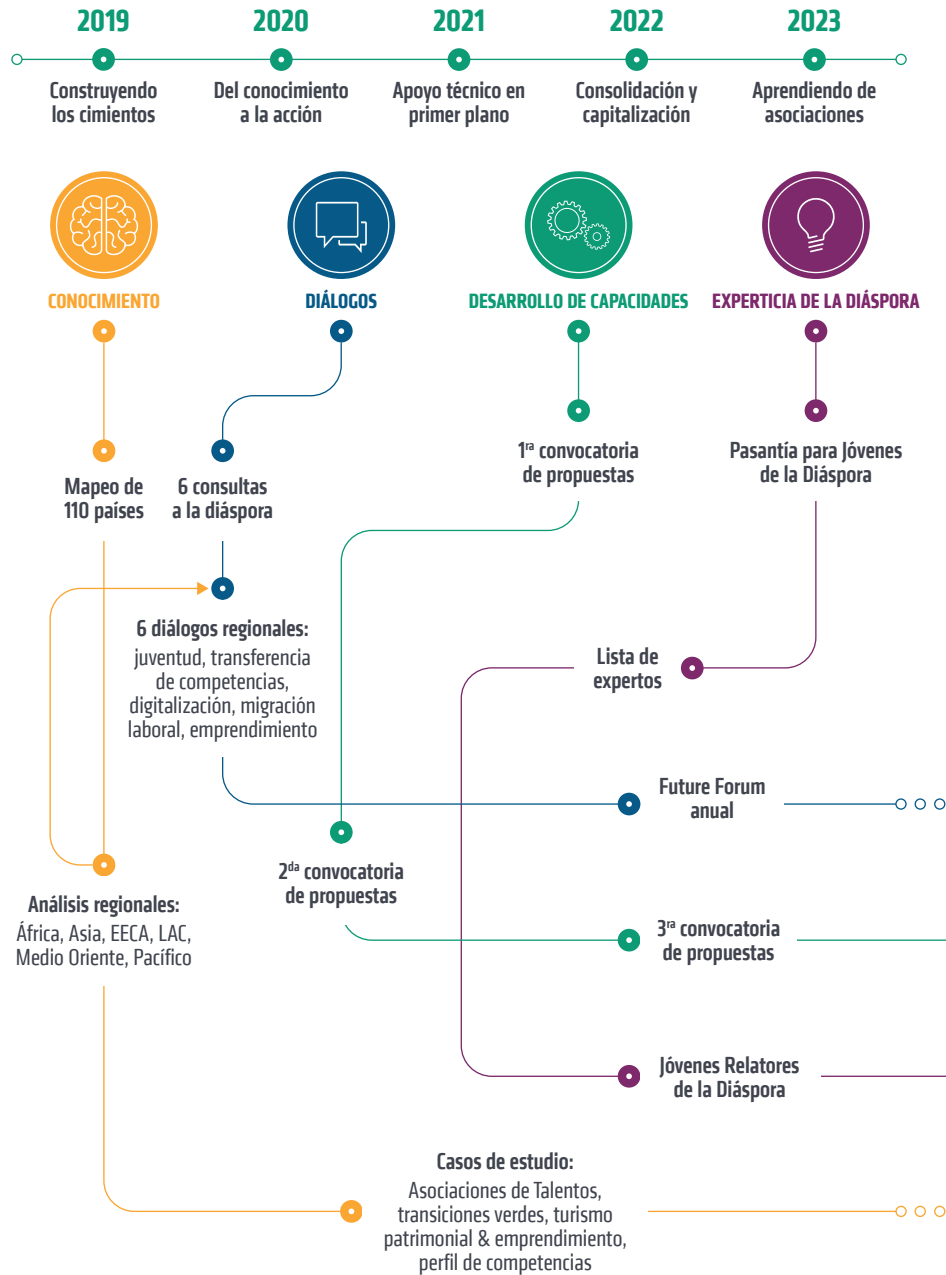 2019
2020
2021
2022
2023
Construyendo
los cimientos
Del conocimiento
a la acción
Apoyo técnico en
primer plano
Consolidación y
capitalización
Aprendiendo de
asociaciones
CONOCIMIENTO
DIÁLOGOS
DESARROLLO DE CAPACIDADES
EXPERTICIA DE LA DIÁSPORA
Mapeo de
110 países
6 consultas
a la diáspora
1ra convocatoria
de propuestas
Pasantía para Jóvenes
de la Diáspora
6 diálogos regionales:
juventud, transferencia
de competencias,
digitalización, migración
laboral, emprendimiento
Lista de
expertos
Future Forum
anual
2da convocatoria
de propuestas
Análisis regionales:
África, Asia, EECA, LAC,
Medio Oriente, Pacífico
3ra convocatoria
de propuestas
Jóvenes Relatores
de la Diáspora
Casos de estudio:
Asociaciones de Talentos,
transiciones verdes, turismo
patrimonial & emprendimiento,
perfil de competencias